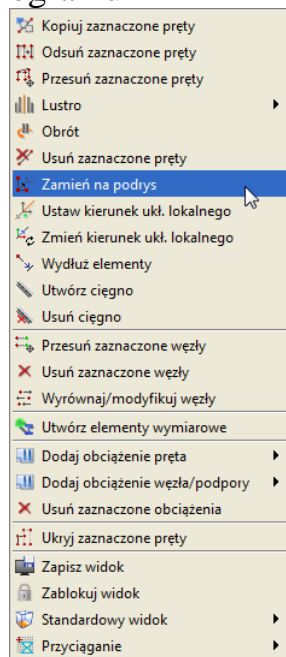 Kopiuj zaznaczone pręty
Odsuń zaznaczone pręty
Przesuń zaznaczone pręty
Lustro
Obrót
Usuń zaznaczone pręty
Zamień na podrys
Ustaw kierunek ukł. lokalnego
Zmień kierunek ukł. lokalnego
Wydłuż elementy
Utwórz cięgno
Usuń cięgno
Przesuń zaznaczone węzły
Usuń zaznaczone węzły
Wyrównaj/modyfikuj węzły
Utwórz elementy wymiarowe
Dodaj obciążenie pręta
Dodaj obciążenie węzła/podpory
Usuń zaznaczone obciążenia
Ukryj zaznaczone pręty
Zapisz widok
Zablokuj widok
Standardowy widok
Przyciąganie